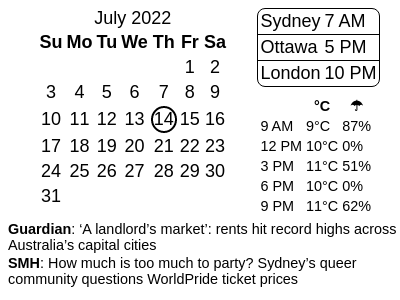 July 2022
Su Mo Tu We Th Fr Sa
1 2
3 4 5 6 7 8 9
10 11 12 13 14 15 16
17 18 19 20 21 22 23
24 25 26 27 28 29 30
31
Sydney 7 AM
Ottawa 5 PM
London 10 PM
°C ☂
9 AM 9°C 87%
12 PM 10°C 0%
3 PM 11°C 51%
6 PM 10°C 0%
9 PM 11°C 62%
Guardian: ‘A landlord’s market’: rents hit record highs across
Australia’s capital cities
SMH: How much is too much to party? Sydney’s queer
community questions WorldPride ticket prices